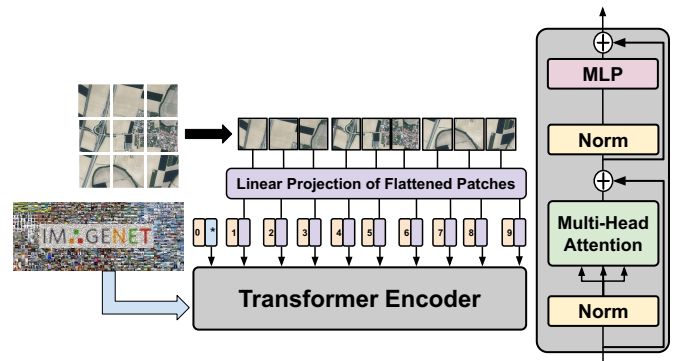 MLP
Norm
Linear Projection of Flattened Patches
0 * 1 2 3 4 5 6 7 8 9
Multi-Head
Attention
IMAGENET
Transformer Encoder
Norm